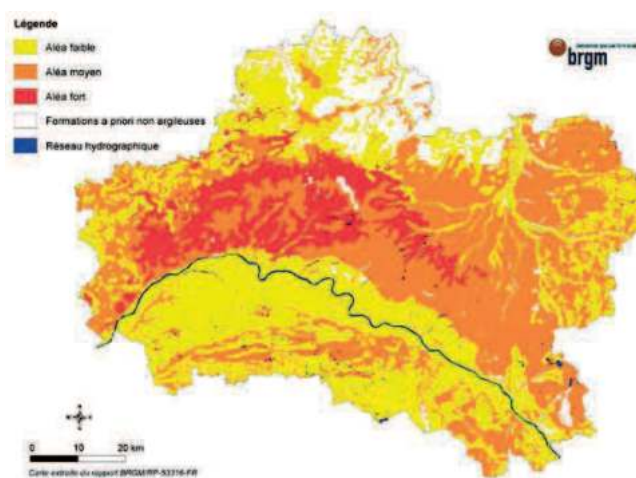 Légende
Aléa faible
Aléa moyen
Aléa fort
Formations a priori non argileuses
Réseau hydrographique
brgm
0 10 20 km
Carte extraite du rapport BRGM/RP-53316-FR